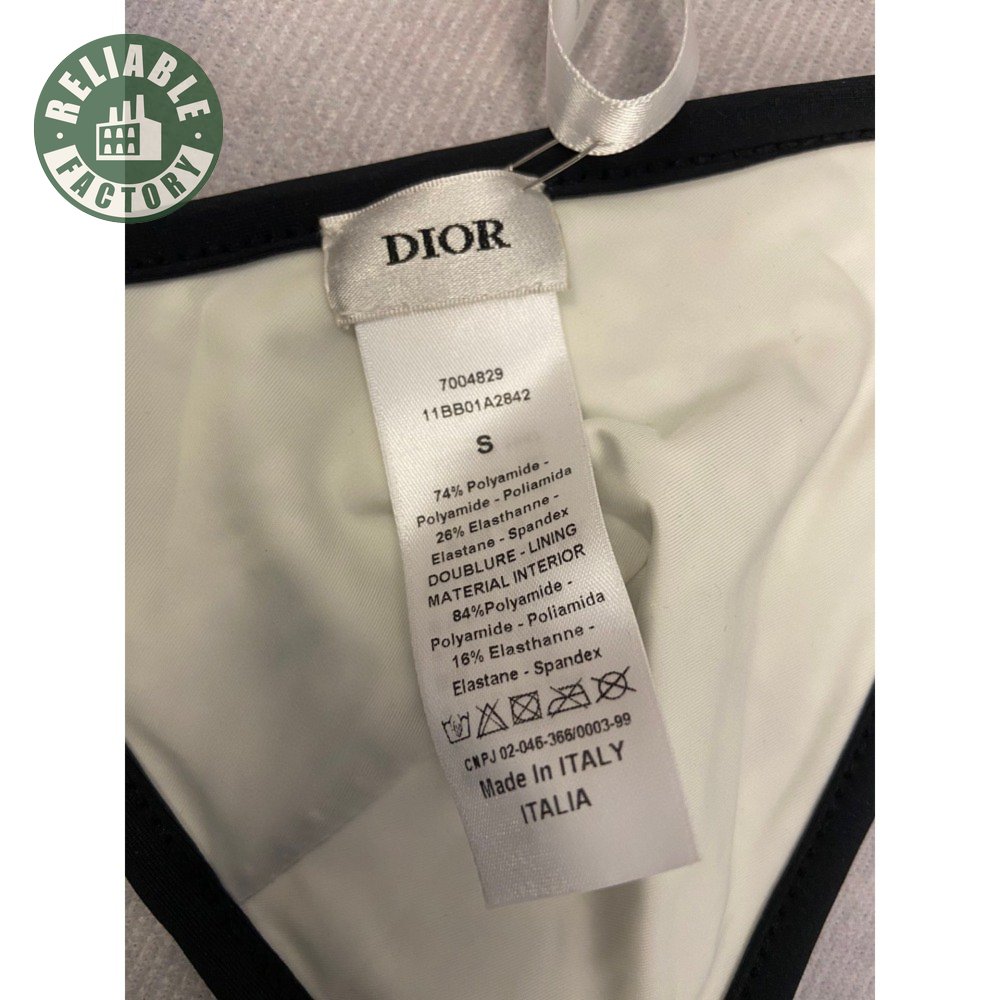 RELIABLE
FACTORY
DIOR
7004829
11BB01A2842
S
74% Polyamide -
Polyamide - Poliamida
26% Elasthanne -
Elastane - Spandex
DOUBLURE - LINING
MATERIAL INTERIOR
84%Polyamide -
Polyamide - Poliamida
16% Elasthanne -
Elastane - Spandex
CNPJ 02-046-366/0003-99
Made In ITALY
ITALIA